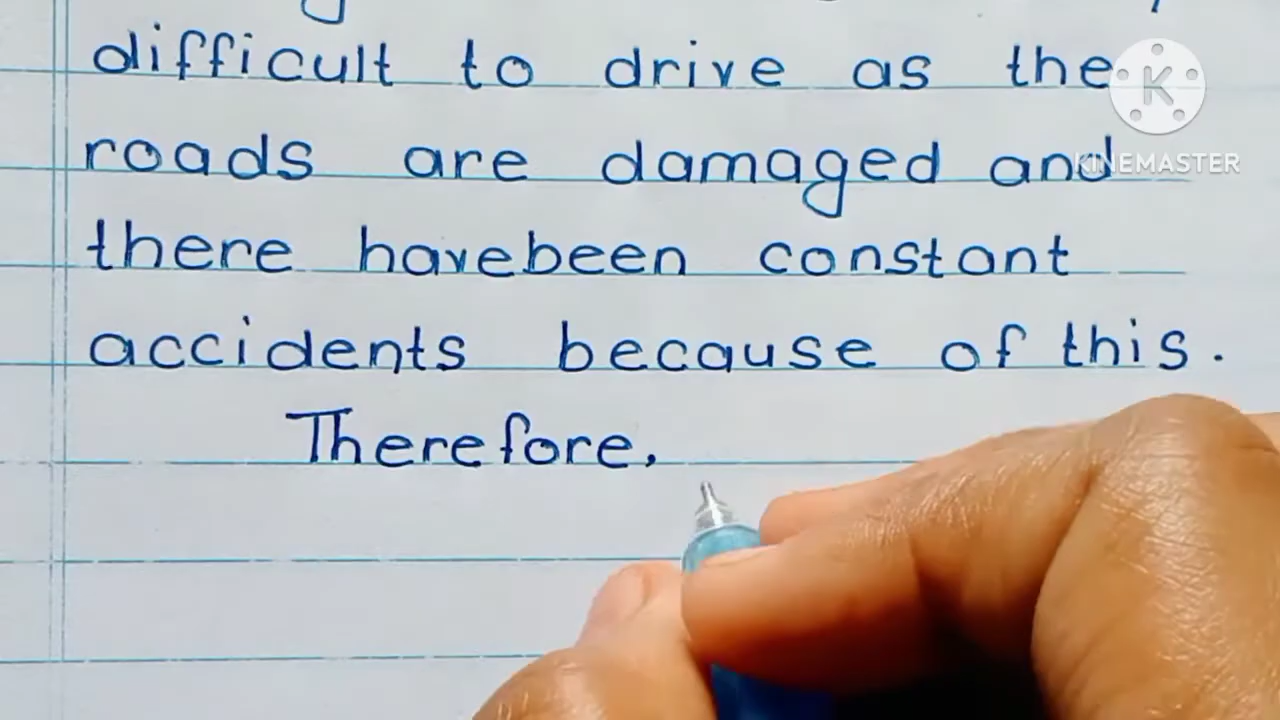 difficult to drive as the
roads are damaged and
there havebeen constant
accidents because of this.
Therefore,
K
KINEMASTER